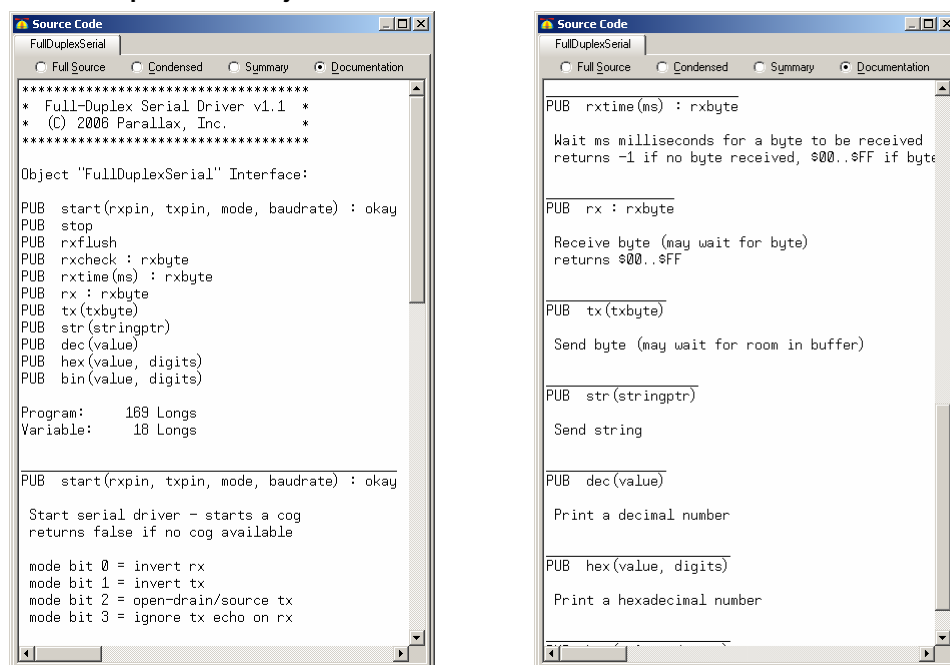 Source Code
FullDuplexSerial
Full Source Condensed Summary Documentation
************************************
* Full-Duplex Serial Driver v1.1 *
* (C) 2006 Parallax, Inc. *
************************************
Object "FullDuplexSerial" Interface:
PUB start(rxpin, txpin, mode, baudrate) : okay
PUB stop
PUB rxflush
PUB rxcheck : rxbyte
PUB rxtime(ms) : rxbyte
PUB rx : rxbyte
PUB tx(txbyte)
PUB str(stringptr)
PUB dec(value)
PUB hex(value, digits)
PUB bin(value, digits)
Program: 169 Longs
Variable: 18 Longs
PUB start(rxpin, txpin, mode, baudrate) : okay
Start serial driver - starts a cog
returns false if no cog available
mode bit 0 = invert rx
mode bit 1 = invert tx
mode bit 2 = open-drain/source tx
mode bit 3 = ignore tx echo on rx
Source Code
FullDuplexSerial
Full Source Condensed Summary Documentation
PUB rxtime(ms) : rxbyte
Wait ms milliseconds for a byte to be received
returns -1 if no byte received, $00..$FF if byte
PUB rx : rxbyte
Receive byte (may wait for byte)
returns $00..$FF
PUB tx(txbyte)
Send byte (may wait for room in buffer)
PUB str(stringptr)
Send string
PUB dec(value)
Print a decimal number
PUB hex(value, digits)
Print a hexadecimal number